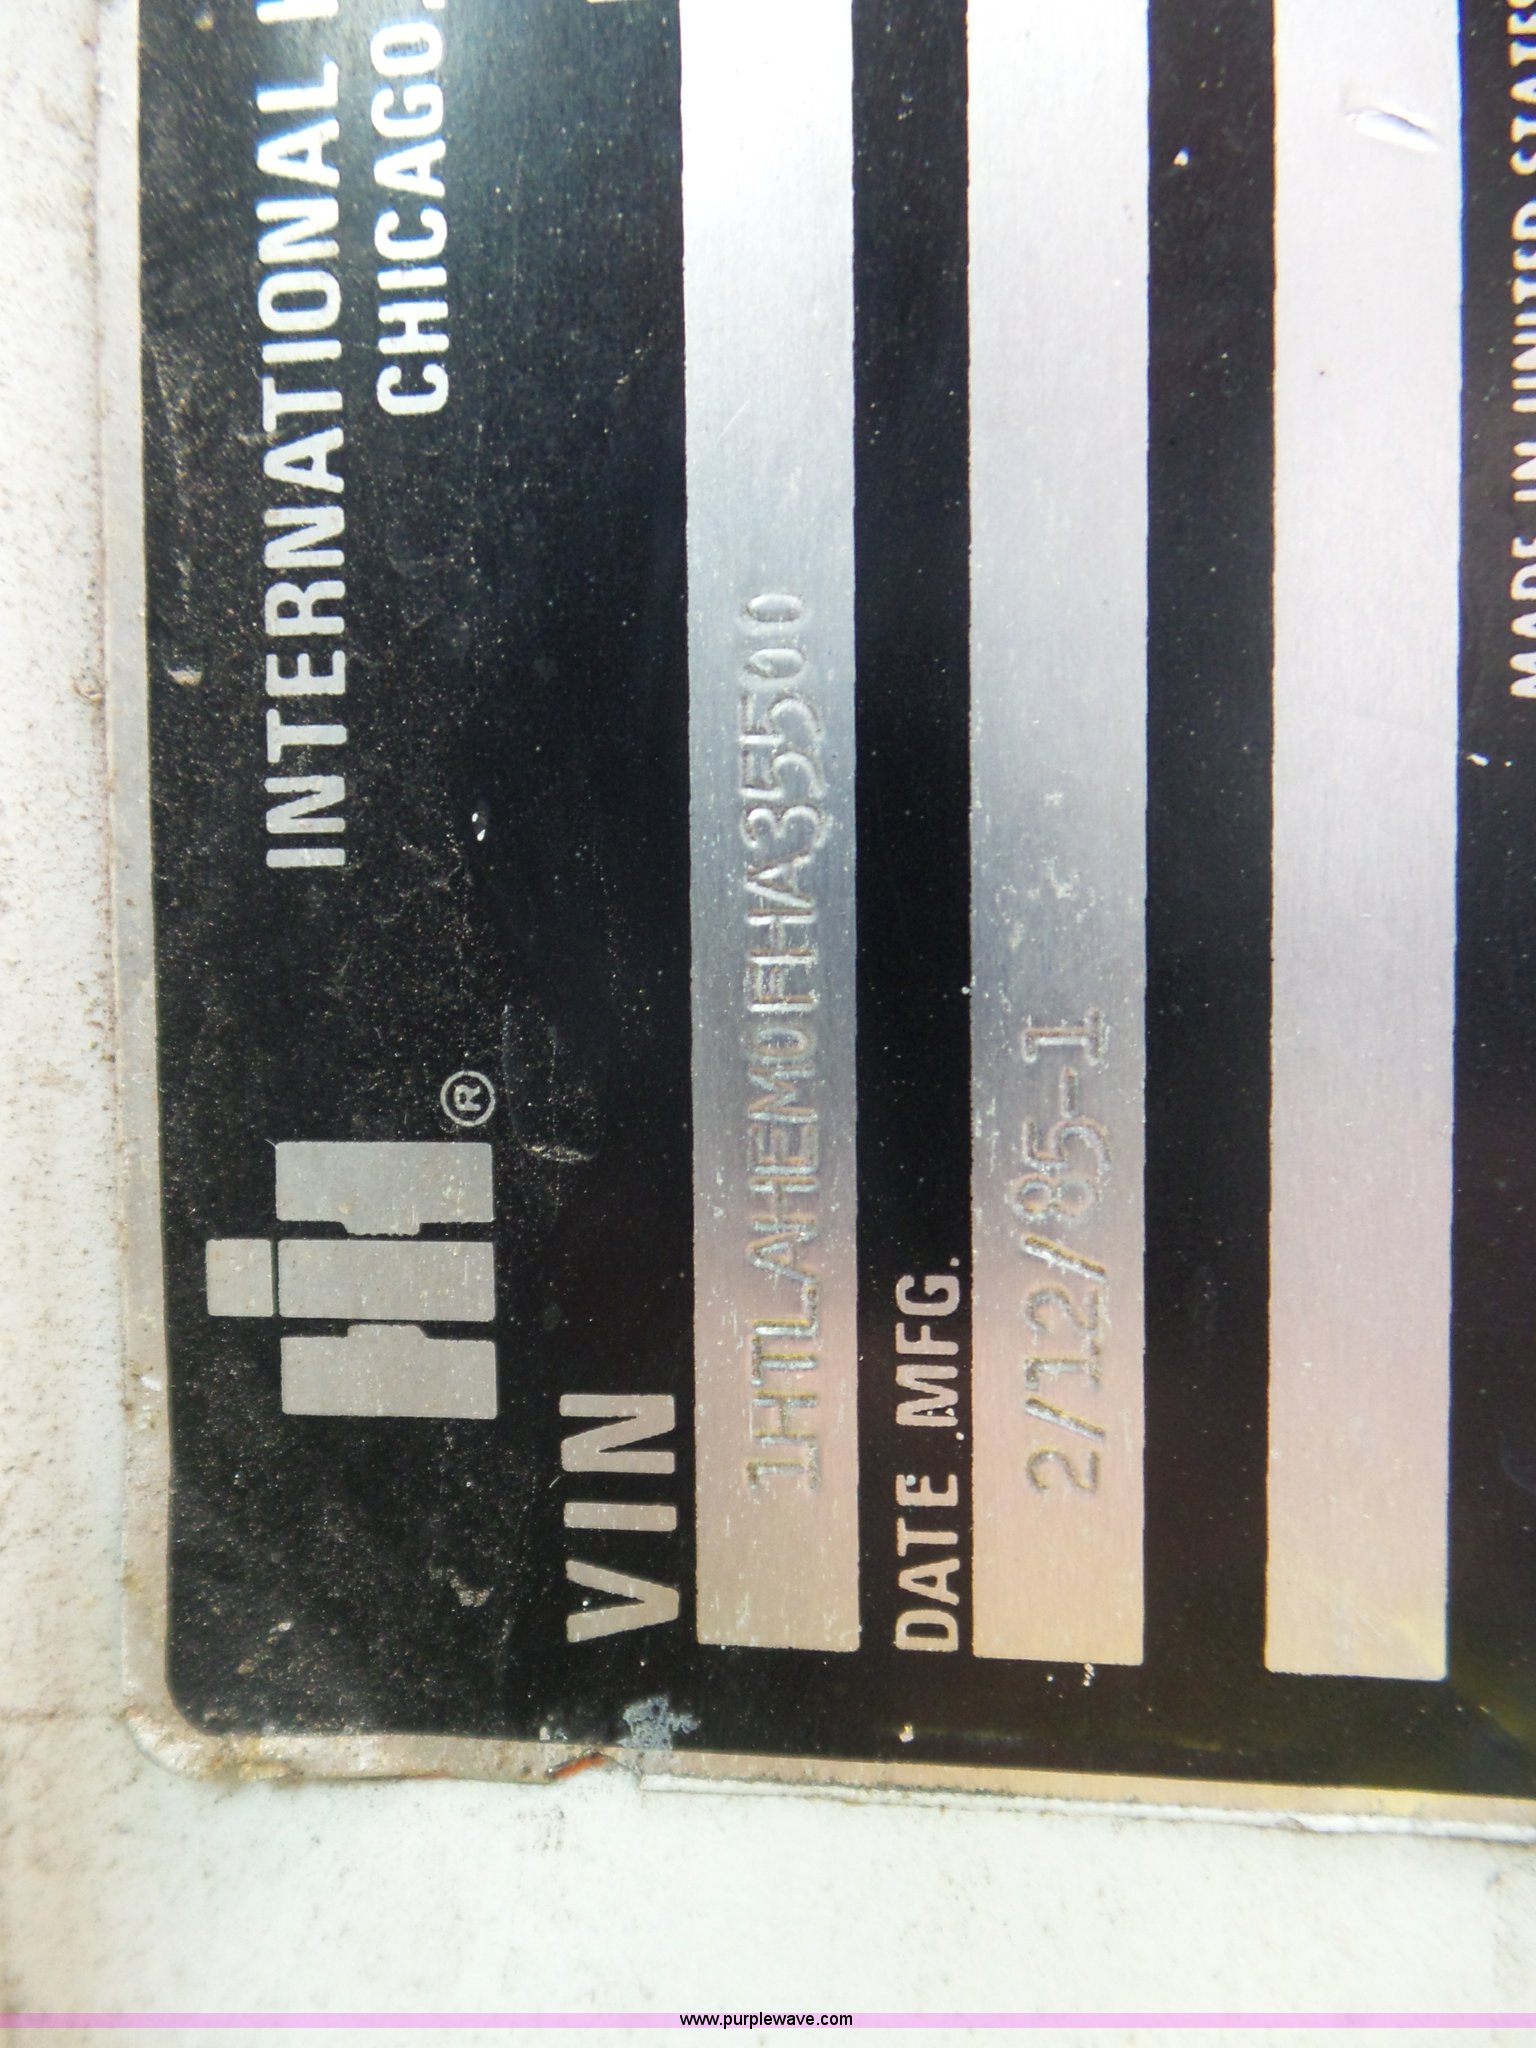 INTERNATIONAL
CHICAGO.
®
VIN
1HTLAHEM0FHA35500
DATE MFG.
2/12/85-1
MADE IN UNITED STATES
www.purplewave.com